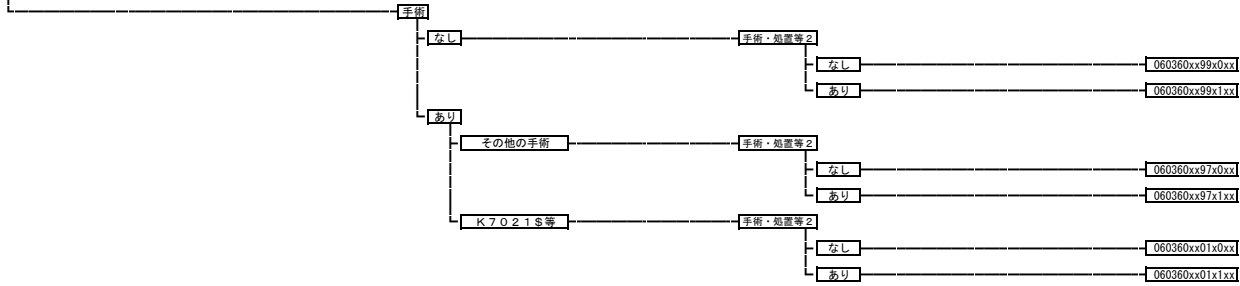 手術
なし 手術・処置等２
なし 060360xx99x0xx
あり 060360xx99x1xx
あり
その他の手術 手術・処置等２
なし 060360xx97x0xx
あり 060360xx97x1xx
Ｋ７０２１＄等 手術・処置等２
なし 060360xx01x0xx
あり 060360xx01x1xx